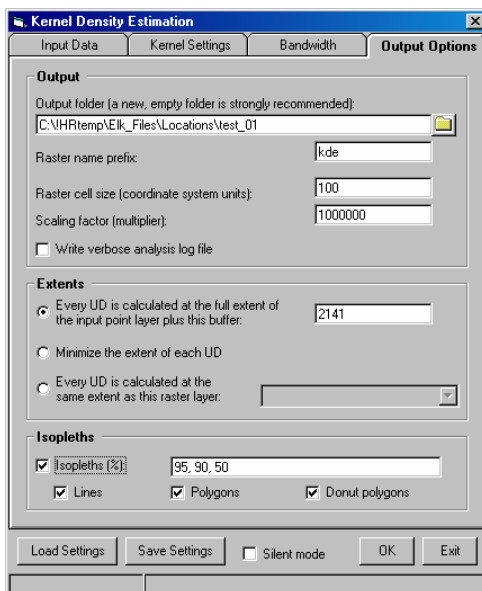 Kernel Density Estimation
Input Data
Kernel Settings
Bandwidth
Output Options
Output
Output folder (a new, empty folder is strongly recommended):
C:\!HRtemp\Elk_Files\Locations\test_01
Raster name prefix:
kde
Raster cell size (coordinate system units):
100
Scaling factor (multiplier):
1000000
Write verbose analysis log file
Extents
Every UD is calculated at the full extent of
the input point layer plus this buffer:
2141
Minimize the extent of each UD
Every UD is calculated at the
same extent as this raster layer:
Isopleths
Isopleths (%):
95, 90, 50
Lines
Polygons
Donut polygons
Load Settings
Save Settings
Silent mode
OK
Exit